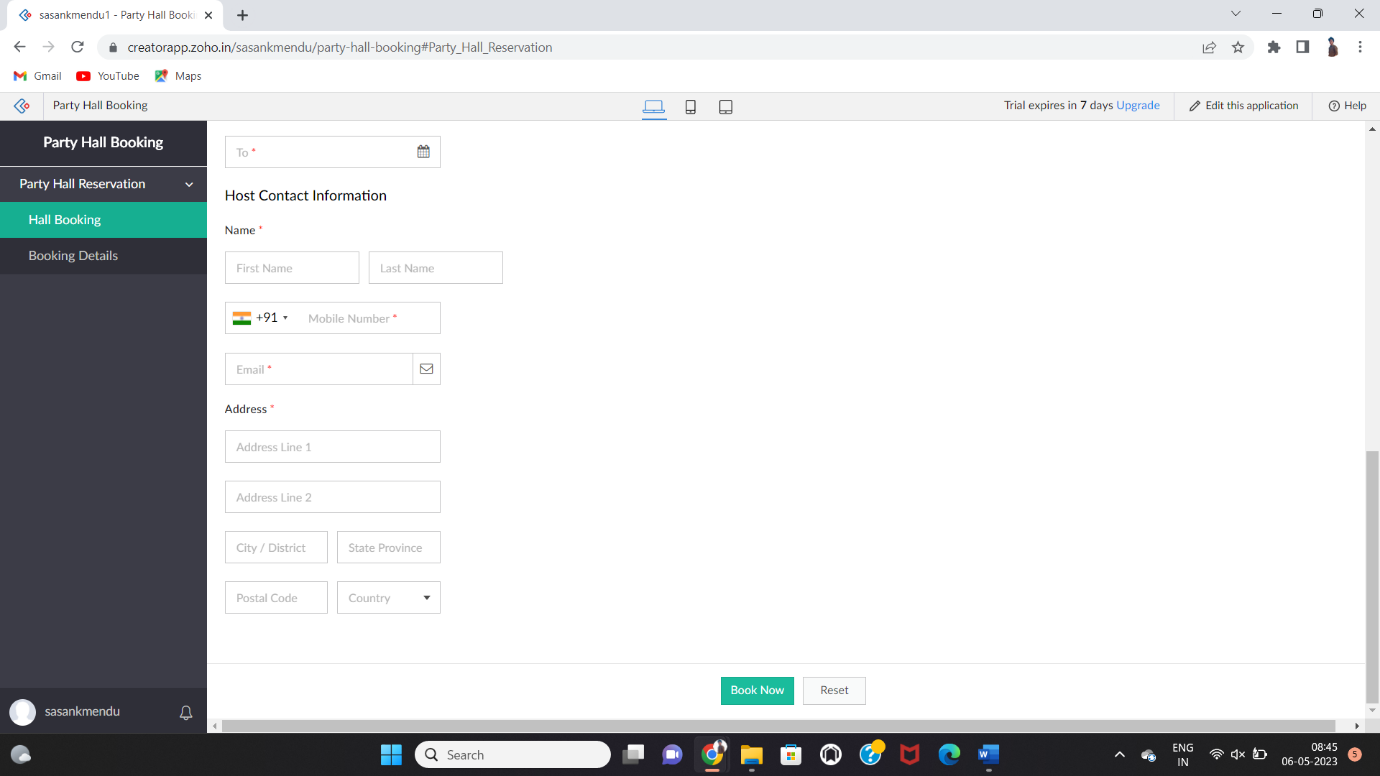 sasankmendu1 - Party Hall Booki
creatorapp.zoho.in/sasankmendu/party-hall-booking#Party_Hall_Reservation
Gmail YouTube Maps
Party Hall Booking Trial expires in 7 days Upgrade Edit this application Help
Party Hall Booking
Party Hall Reservation
Hall Booking
Booking Details
sasankmendu
To *
Host Contact Information
Name *
First Name Last Name
+91 Mobile Number *
Email *
Address *
Address Line 1
Address Line 2
City / District State Province
Postal Code Country
Book Now Reset
Search
ENG
IN
08:45
06-05-2023
5